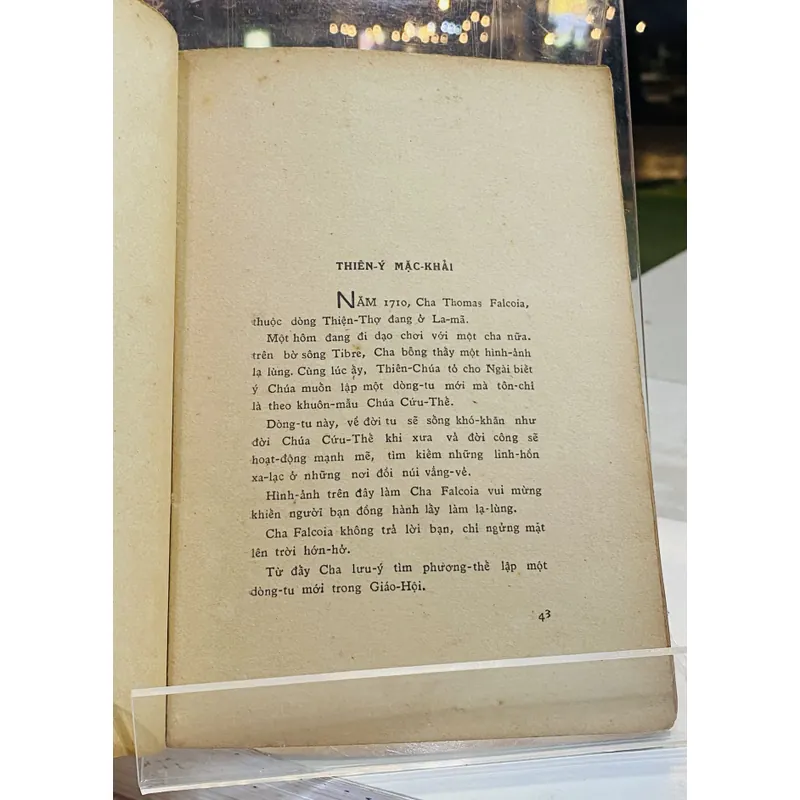 THIÊN-Ý MẶC-KHẢI
NĂM 1710, Cha Thomas Falcoia,
thuộc dòng Thiện-Thợ đang ở La-mã.
Một hôm đang đi dạo chơi với một cha nữa.
trên bờ sông Tibre, Cha bỗng thấy một hình-ảnh
lạ lùng. Cùng lúc ấy, Thiên-Chúa tỏ cho Ngài biết
ý Chúa muốn lập một dòng-tu mới mà tôn-chỉ
là theo khuôn-mẫu Chúa Cứu-Thế.
Dòng-tu này, về đời tu sẽ sống khó-khăn như
đời Chúa Cứu-Thế khi xưa và đời công sẽ
hoạt-động mạnh mẽ, tìm kiếm những linh-hồn
xa-lạc ở những nơi đồi núi vắng-vẻ.
Hình-ảnh trên đây làm Cha Falcoia vui mừng
khiến người bạn đồng hành lấy làm lạ-lùng.
Cha Falcoia không trả lời bạn, chỉ ngửng mặt
lên trời hớn-hở.
Từ đấy Cha lưu-ý tìm phương-thế lập một
dòng-tu mới trong Giáo-Hội.
43